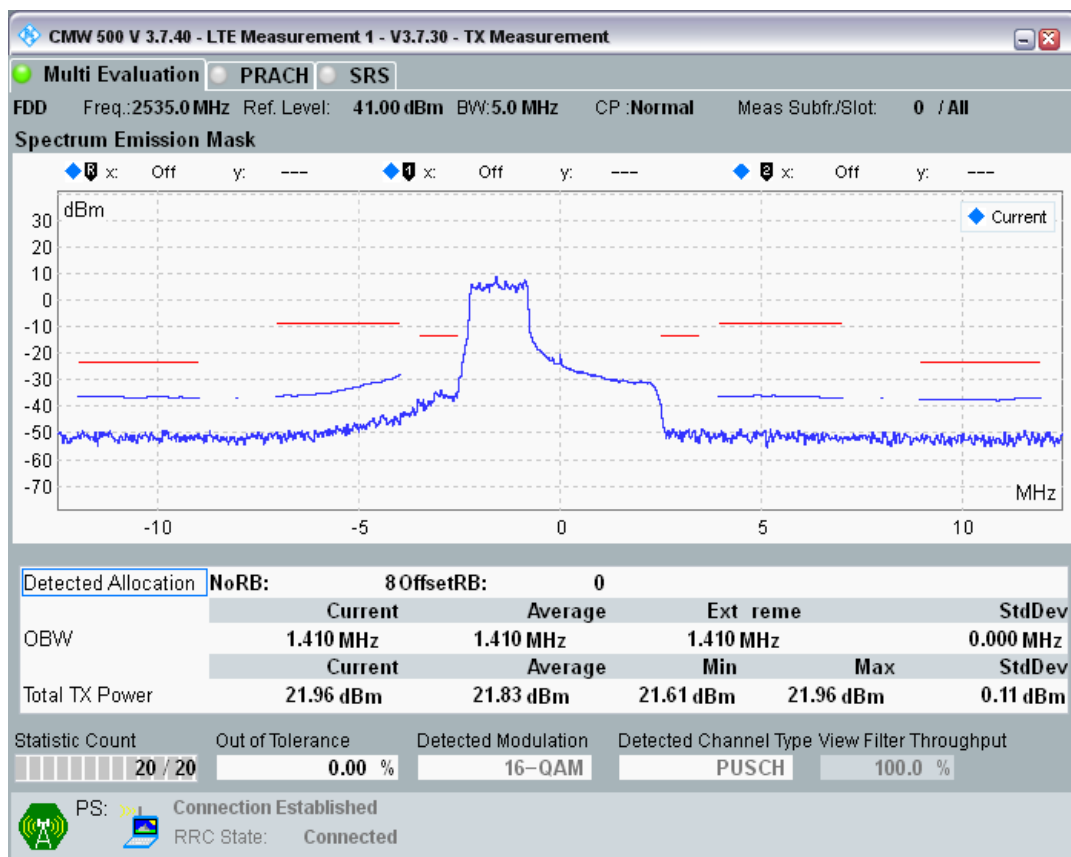 CMW 500 V 3.7.40 - LTE Measurement 1 - V3.7.30 - TX Measurement
Multi Evaluation PRACH SRS
FDD Freq.:2535.0 MHz Ref. Level: 41.00 dBm BW:5.0 MHz CP :Normal Meas Subfr./Slot: 0 / All
Spectrum Emission Mask
R x: Off y: --- 1 x: Off y: --- 2 x: Off y: ---
dBm
Current
30
20
10
0
-10
-20
-30
-40
-50
-60
-70
MHz
-10 -5 0 5 10
Detected Allocation NoRB: 8 OffsetRB: 0
Current Average Ext reme StdDev
OBW 1.410 MHz 1.410 MHz 1.410 MHz 0.000 MHz
Current Average Min Max StdDev
Total TX Power 21.96 dBm 21.83 dBm 21.61 dBm 21.96 dBm 0.11 dBm
Statistic Count Out of Tolerance Detected Modulation Detected Channel Type View Filter Throughput
20 / 20 0.00 % 16-QAM PUSCH 100.0 %
PS: Connection Established
RRC State: Connected